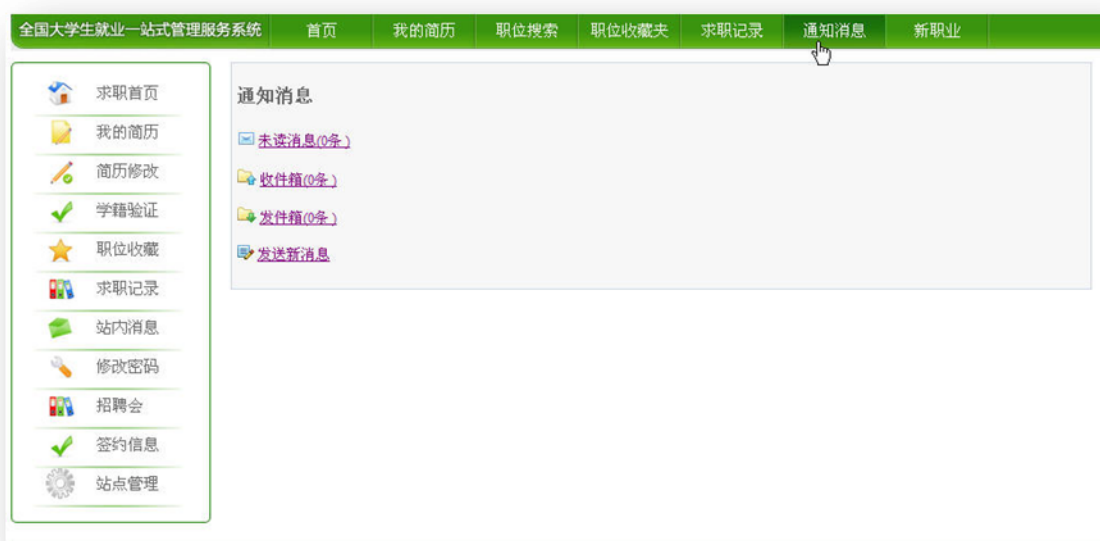 全国大学生就业一站式管理服务系统 首页 我的简历 职位搜索 职位收藏夹 求职记录 通知消息 新职业
求职首页
我的简历
简历修改
学籍验证
职位收藏
求职记录
站内消息
修改密码
招聘会
签约信息
站点管理
通知消息
未读消息(0条)
收件箱(0条)
发件箱(0条)
发送新消息